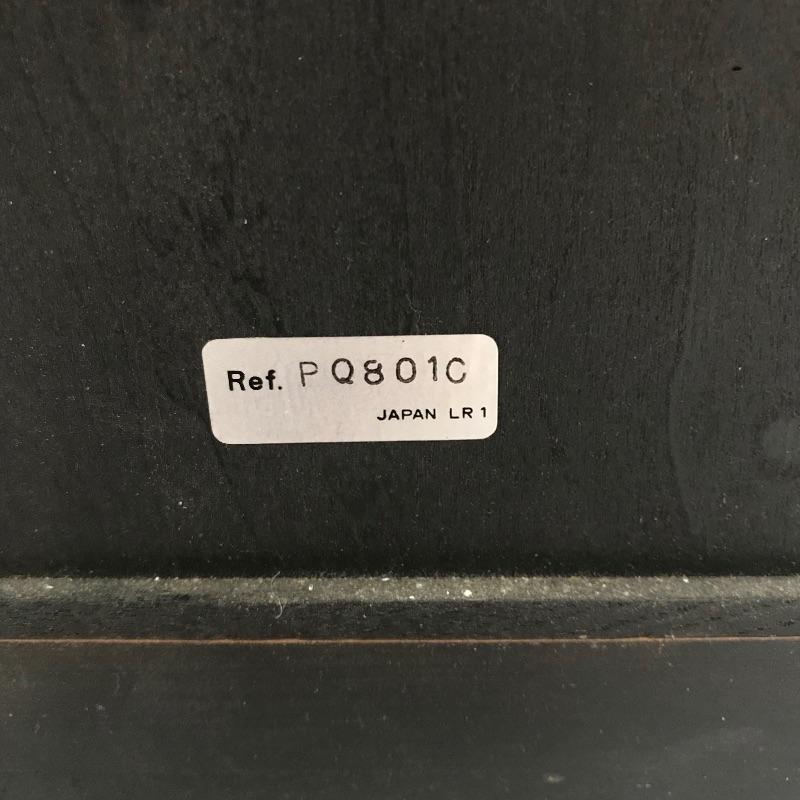 Ref. PQ801C
JAPAN LR1